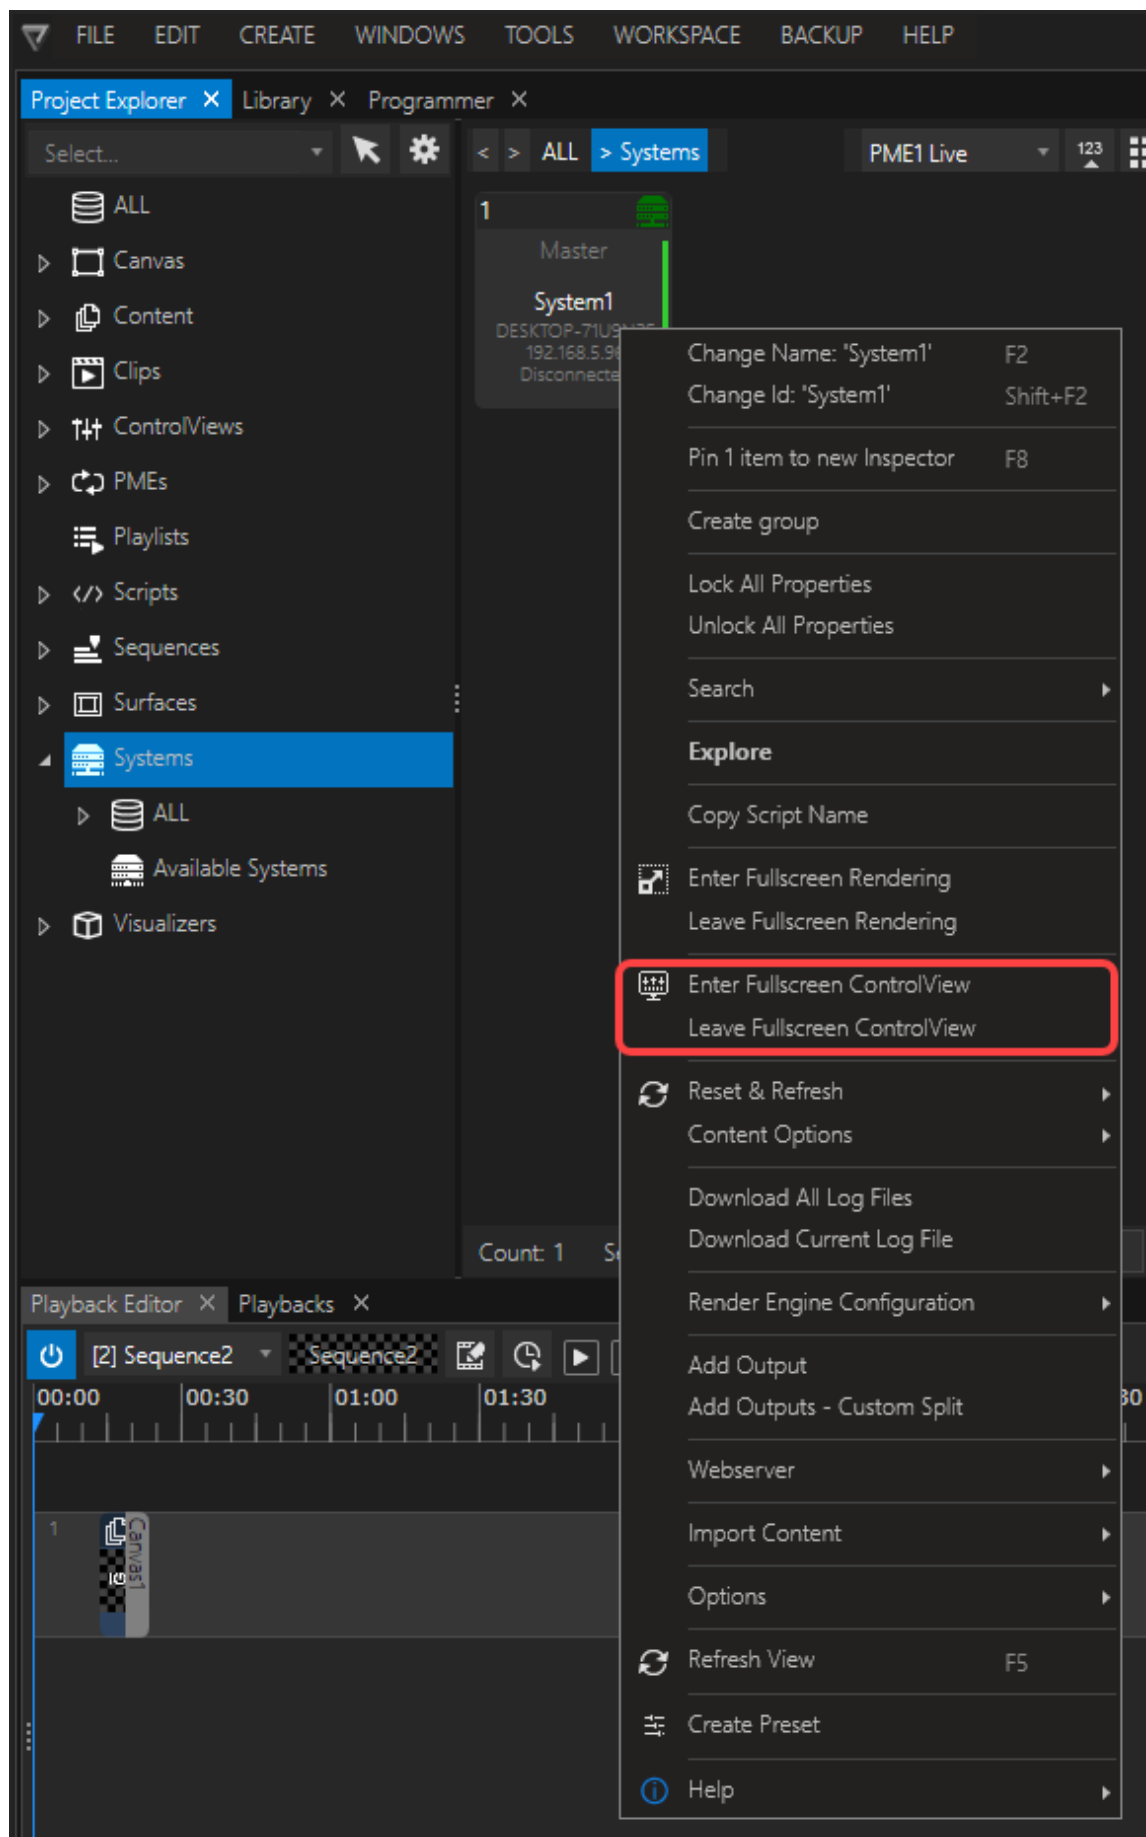 FILE EDIT CREATE WINDOWS TOOLS WORKSPACE BACKUP HELP
Project Explorer Library Programmer
Select...
< > ALL > Systems PME1 Live 123
ALL
Canvas
Content
Clips
ControlViews
PMEs
Playlists
Scripts
Sequences
Surfaces
Systems
ALL
Available Systems
Visualizers
1
Master
System1
192.168.5.9
Change Name: 'System1' F2
Change Id: 'System1' Shift+F2
Pin 1 item to new Inspector F8
Create group
Lock All Properties
Unlock All Properties
Search
Explore
Copy Script Name
Enter Fullscreen Rendering
Leave Fullscreen Rendering
Enter Fullscreen ControlView
Leave Fullscreen ControlView
Reset & Refresh
Content Options
Download All Log Files
Download Current Log File
Render Engine Configuration
Add Output
Add Outputs - Custom Split
Webserver
Import Content
Options
Refresh View F5
Create Preset
Help
Count: 1
Playback Editor Playbacks
[2] Sequence2 Sequence2
00:00 00:30 01:00 01:30 30
1
Canvas1